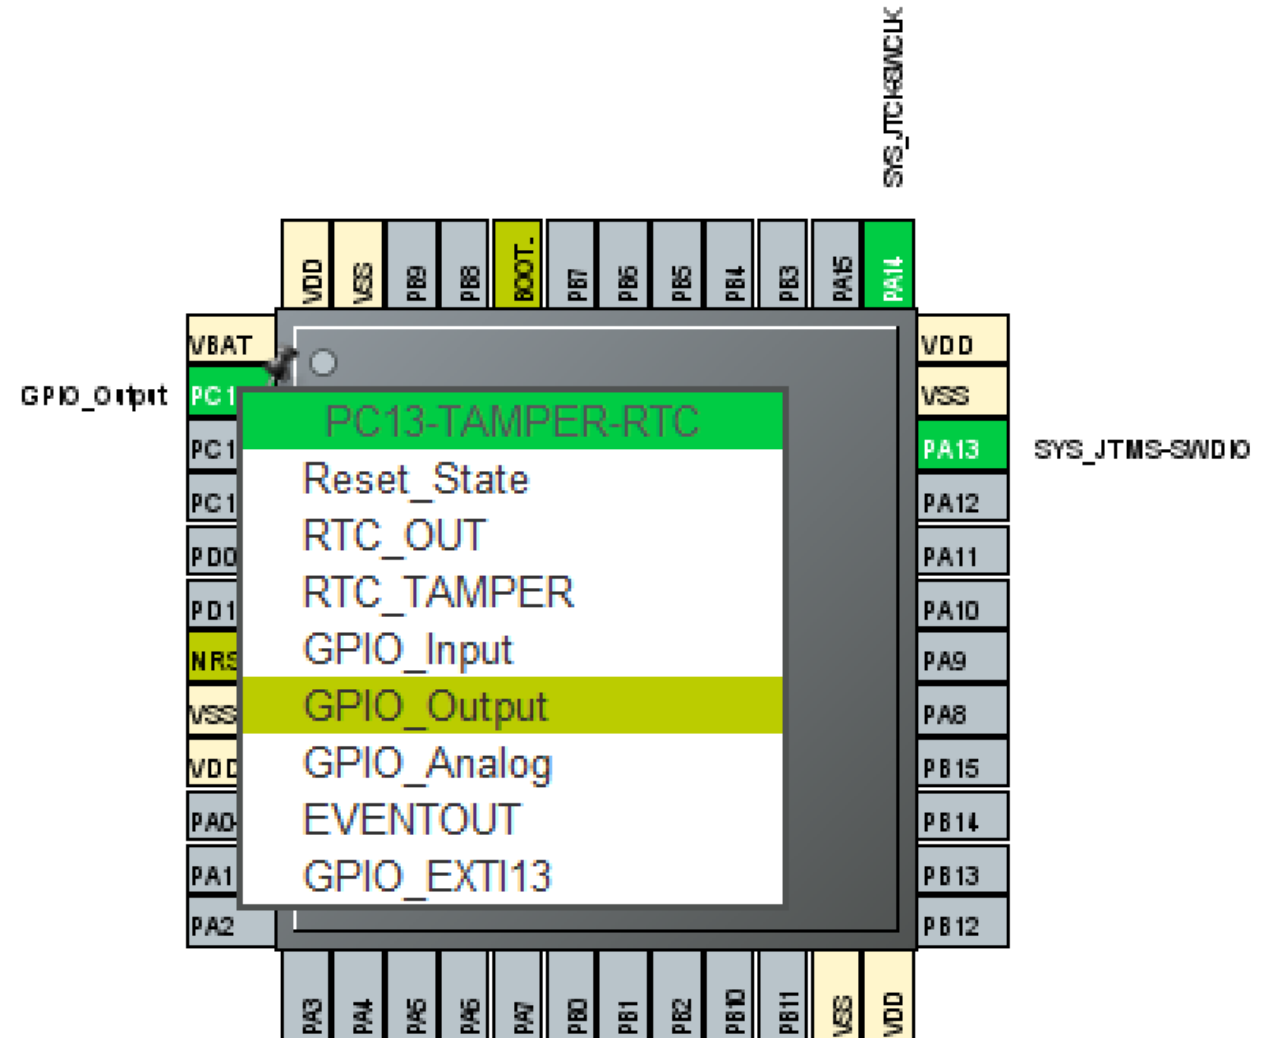 SYS_JTCK-SWCLK
VDD
VSS
PB9
PB8
BOOT.
PB7
PB6
PB5
PB4
PB3
PA15
PA14
VBAT
GPIO_Output
PC1
PC1
PC1
PD0
PD1
NRS
VSS
VDD
PA0-
PA1
PA2
PC13-TAMPER-RTC
Reset_State
RTC_OUT
RTC_TAMPER
GPIO_Input
GPIO_Output
GPIO_Analog
EVENTOUT
GPIO_EXTI13
VDD
VSS
PA13
SYS_JTMS-SWDIO
PA12
PA11
PA10
PA9
PA8
PB15
PB14
PB13
PB12
PA3
PA4
PA5
PA6
PA7
PB0
PB1
PB2
PB10
PB11
VSS
VDD